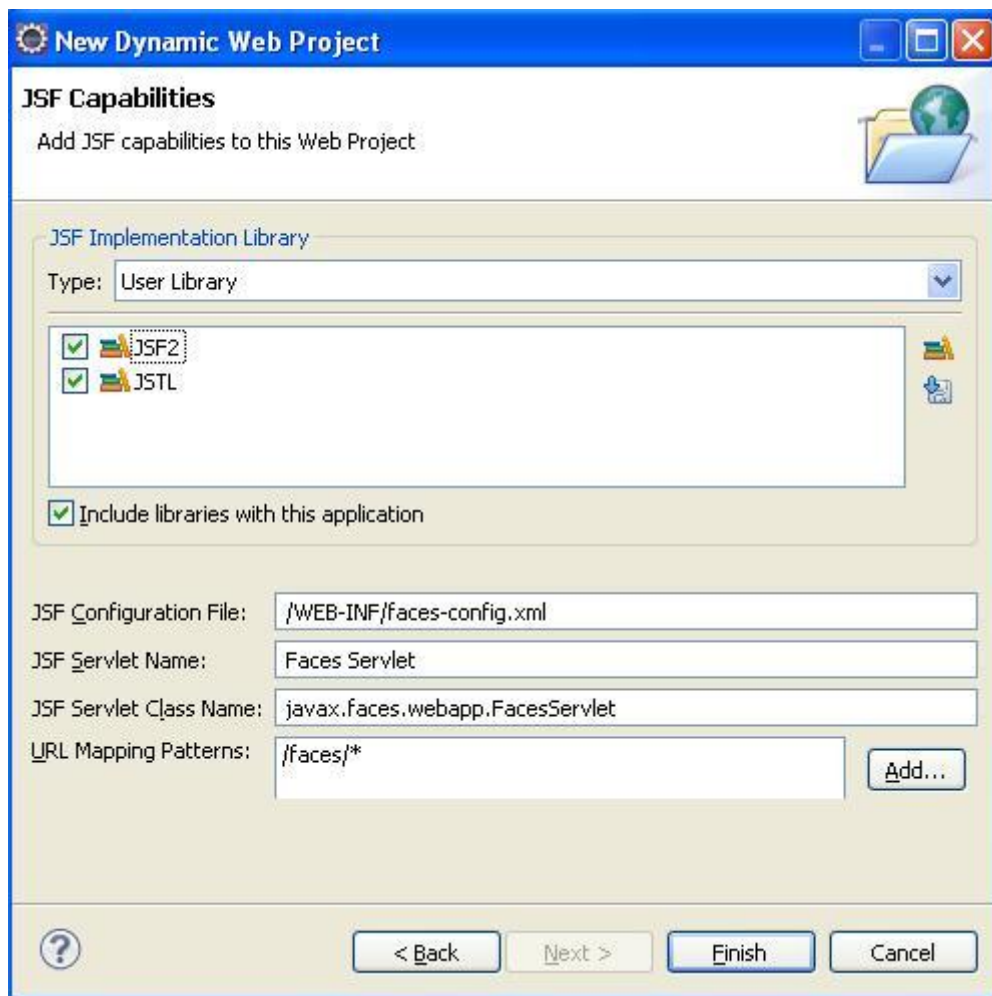 New Dynamic Web Project
JSF Capabilities
Add JSF capabilities to this Web Project
JSF Implementation Library
Type: User Library
JSF2
JSTL
Include libraries with this application
JSF Configuration File: /WEB-INF/faces-config.xml
JSF Servlet Name: Faces Servlet
JSF Servlet Class Name: javax.faces.webapp.FacesServlet
URL Mapping Patterns: /faces/*
Add...
? < Back Next > Finish Cancel